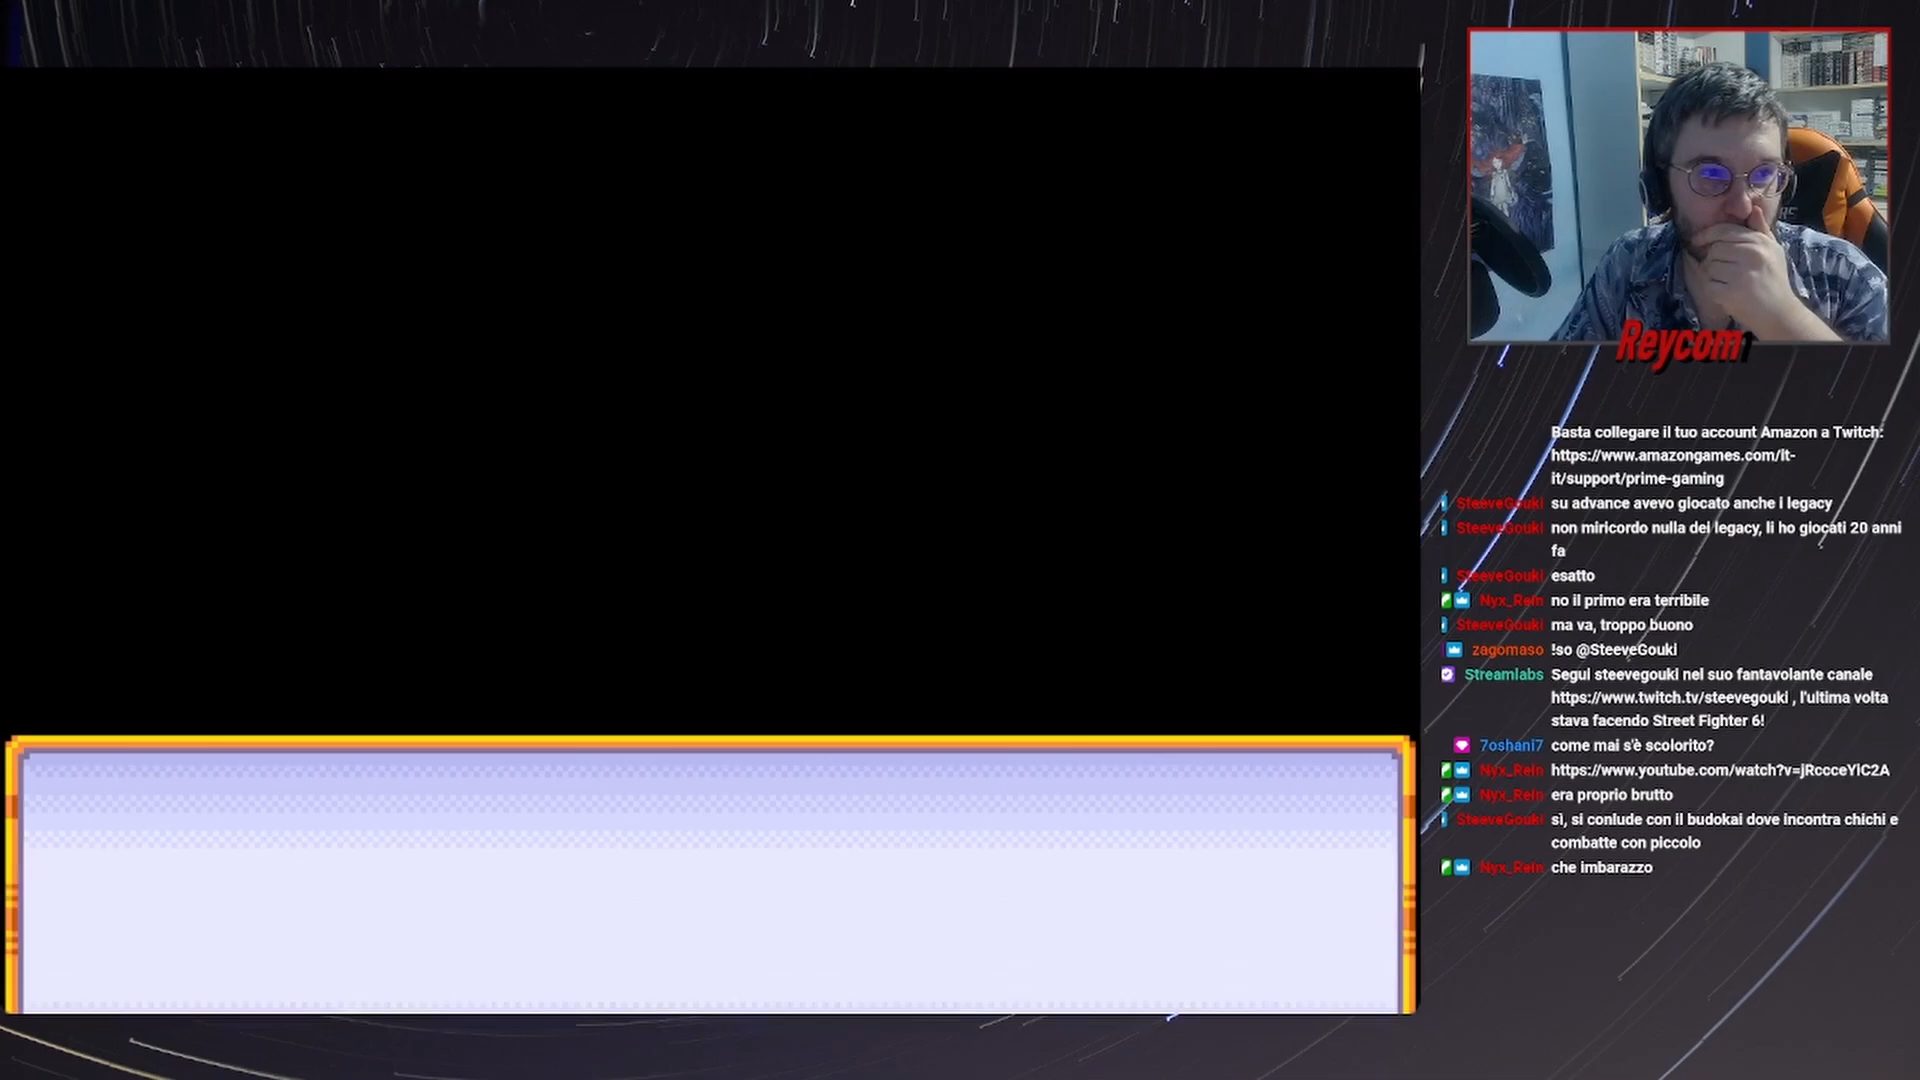 Reycom
Basta collegare il tuo account Amazon a Twitch:
https://www.amazongames.com/it-
it/support/prime-gaming
SteeveGouki su advance avevo giocato anche i legacy
SteeveGouki non miricordo nulla dei legacy, li ho giocati 20 anni
fa
SteeveGouki esatto
Nyx_Rein no il primo era terribile
SteeveGouki ma va, troppo buono
zagomaso !so @SteeveGouki
Streamlabs Segui steevegouki nel suo fantavolante canale
https://www.twitch.tv/steevegouki , l'ultima volta
stava facendo Street Fighter 6!
7oshani7 come mai s'è scolorito?
Nyx_Rein https://www.youtube.com/watch?v=jRccceYlC2A
Nyx_Rein era proprio brutto
SteeveGouki sì, si conlude con il budokai dove incontra chichi e
combatte con piccolo
Nyx_Rein che imbarazzo